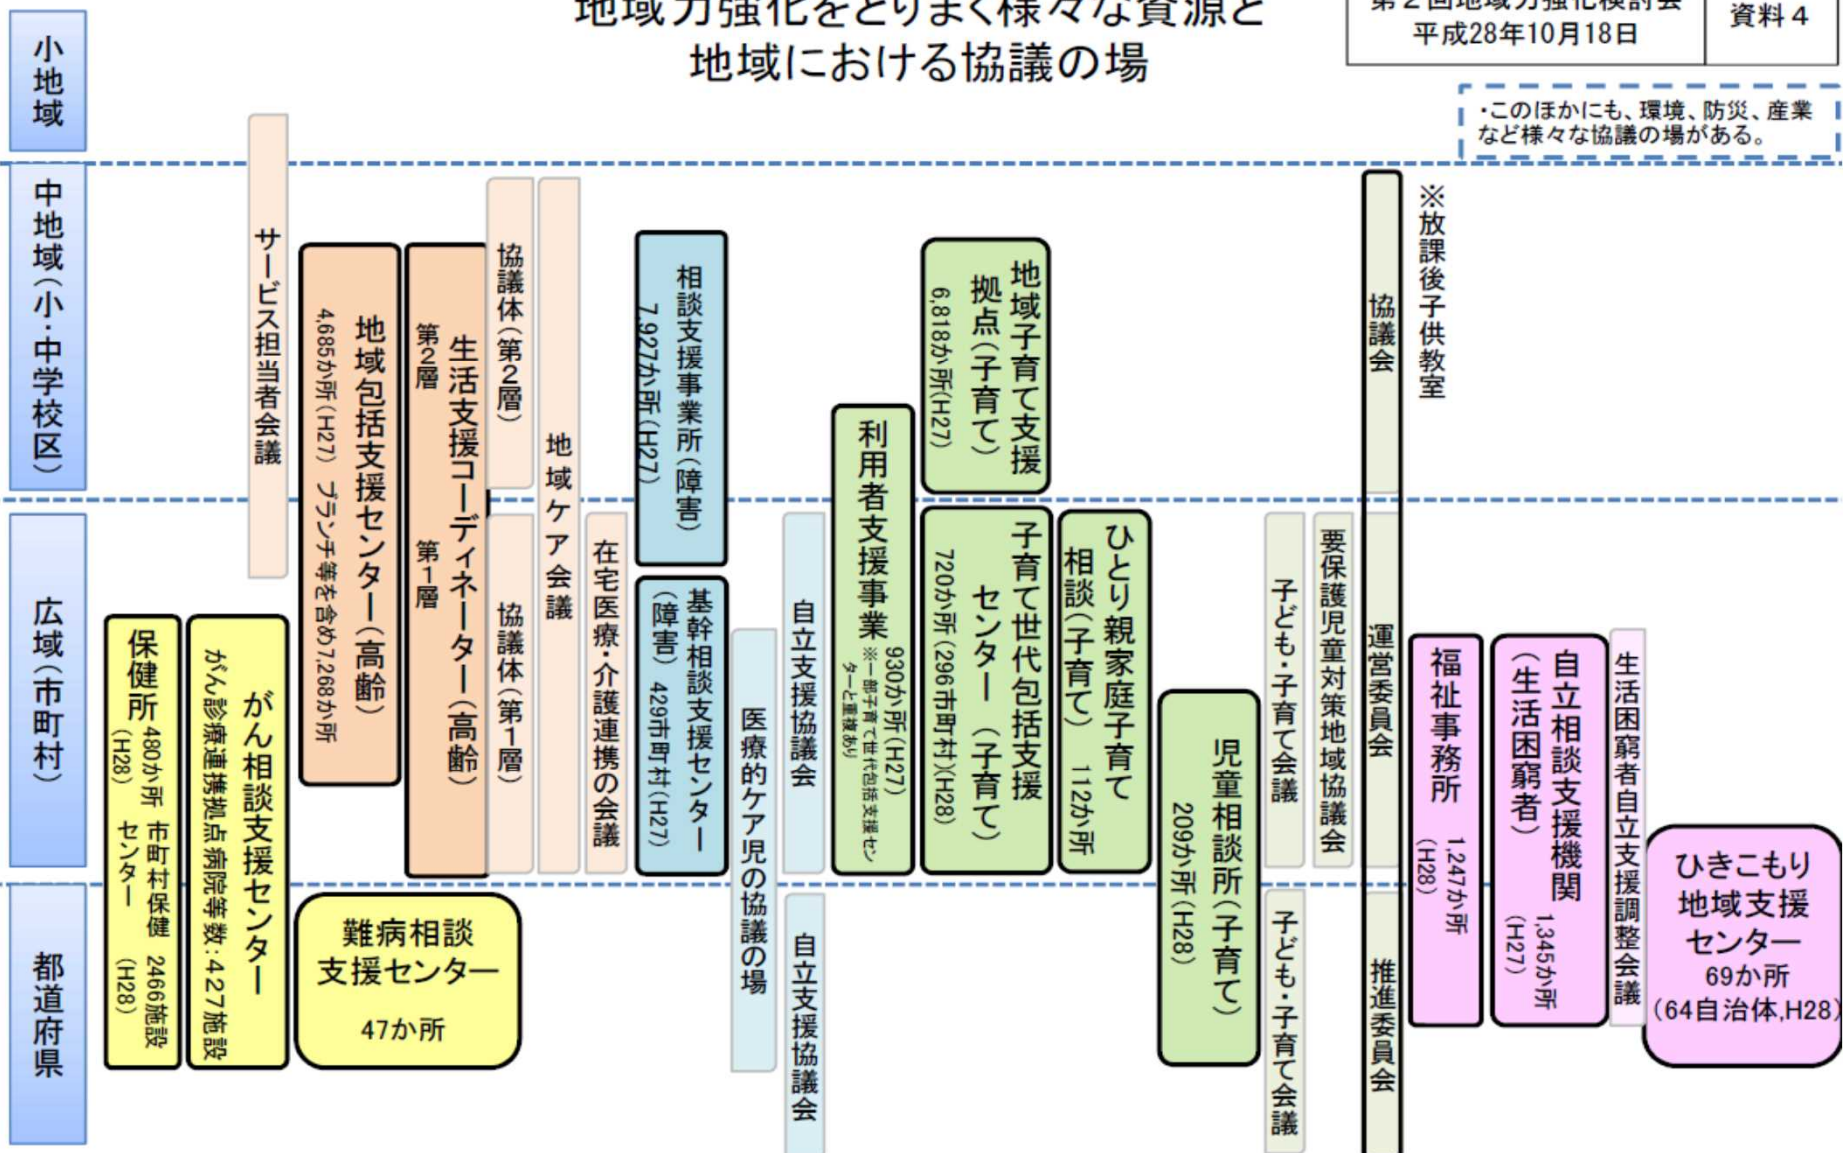 地域力強化をとりまく様々な資源と
地域における協議の場
第2回地域力強化検討会
平成28年10月18日
資料4
・このほかにも、環境、防災、産業
など様々な協議の場がある。
小地域
中地域(小・中学校区)
広域(市町村)
都道府県
保健所 480か所
(H28)
市町村保健
センター
2466施設
(H28)
がん相談支援センター
がん診療連携拠点病院等数:427施設
サービス担当者会議
地域包括支援センター(高齢)
4,685か所(H27) ブランチ等を含め7,268か所
難病相談
支援センター
47か所
生活支援コーディネーター(高齢)
第2層
第1層
協議体(第2層)
協議体(第1層)
地域ケア会議
在宅医療・介護連携の会議
相談支援事業所(障害)
7,927か所(H27)
基幹相談支援センター
(障害) 429市町村(H27)
医療的ケア児の協議の場
自立支援協議会
自立支援協議会
利用者支援事業
930か所(H27)
※一部子育て世代包括支援セン
ターと重複あり
地域子育て支援
拠点(子育て)
6,818か所(H27)
子育て世代包括支援
センター (子育て)
720か所(296市町村)(H28)
ひとり親家庭子育て
相談(子育て) 112か所
児童相談所(子育て)
209か所(H28)
子ども・子育て会議
子ども・子育て会議
要保護児童対策地域協議会
協議会
運営委員会
推進委員会
※放課後子供教室
福祉事務所
1,247か所
(H28)
自立相談支援機関
(生活困窮者)
1,345か所
(H27)
生活困窮者自立支援調整会議
ひきこもり
地域支援
センター
69か所
(64自治体,H28)